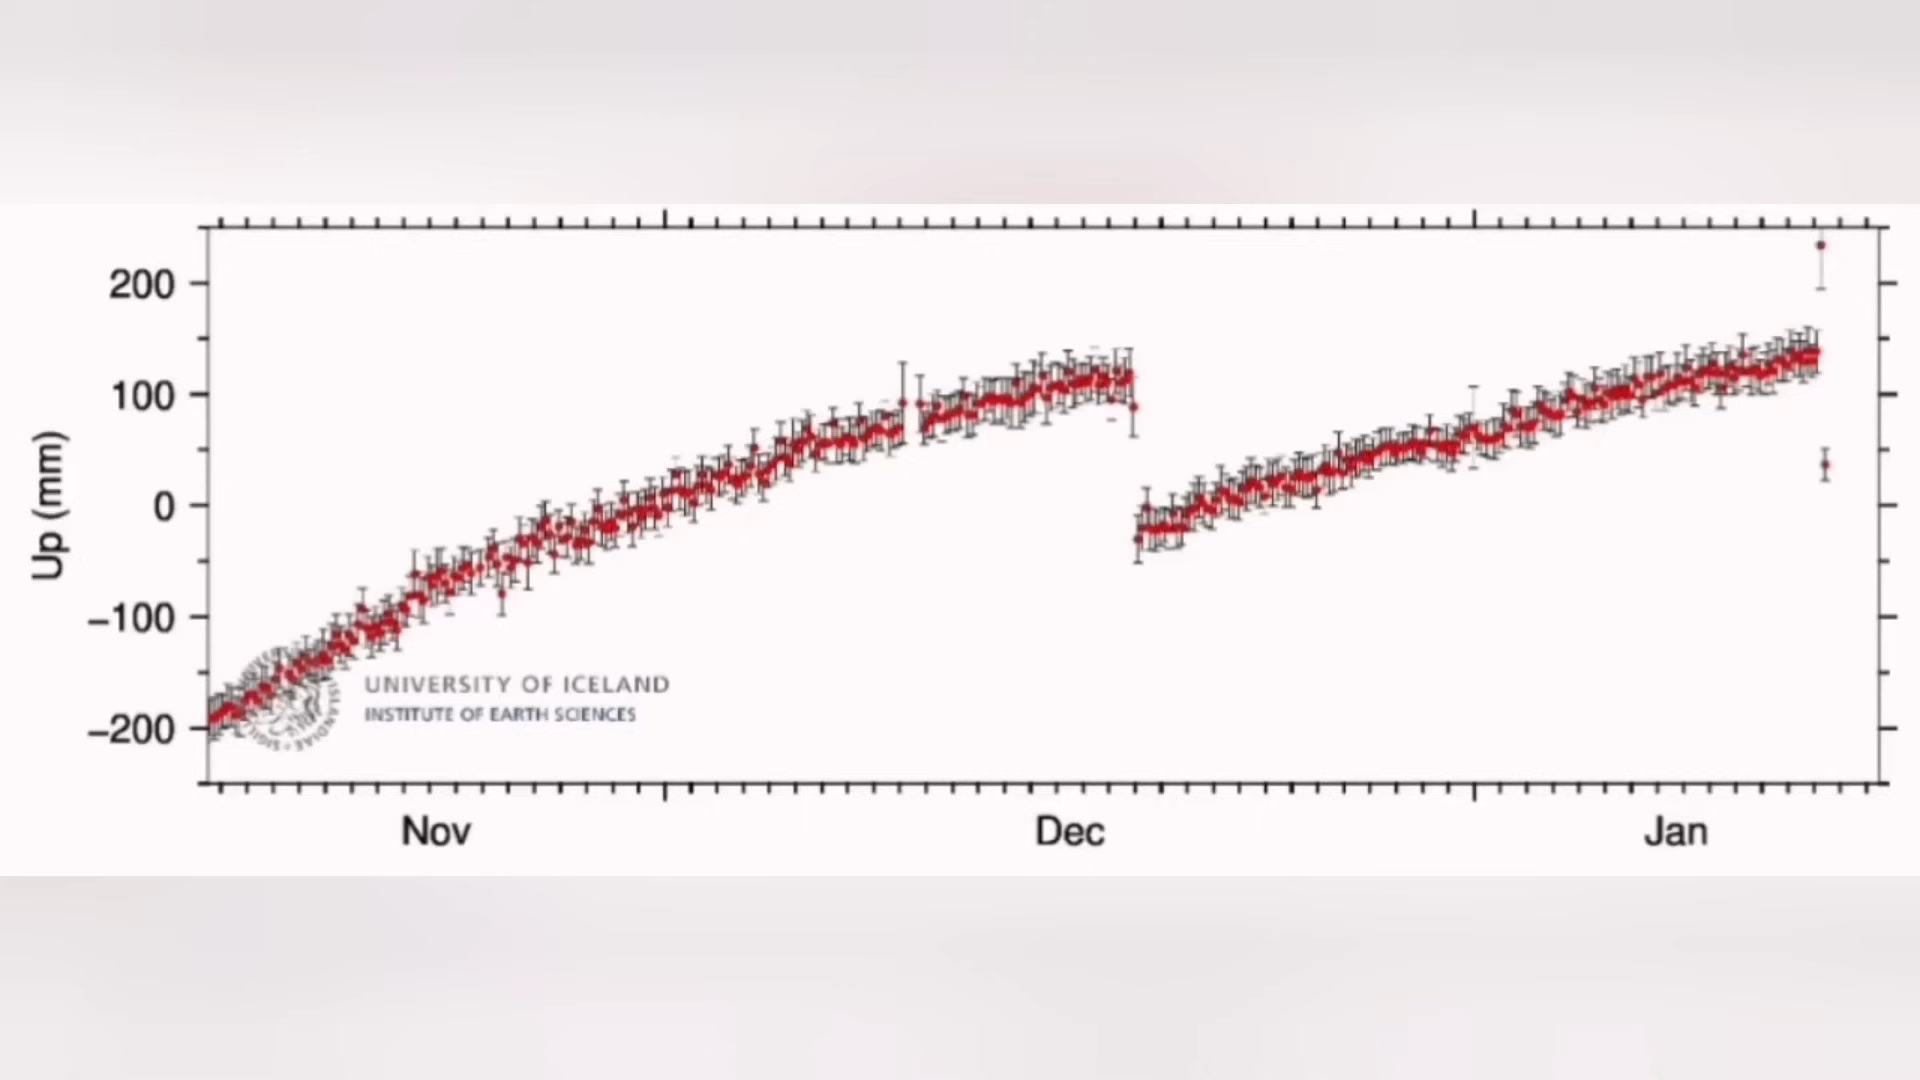 200
100
0
−100
−200
Up (mm)
UNIVERSITY OF ICELAND
INSTITUTE OF EARTH SCIENCES
Nov
Dec
Jan